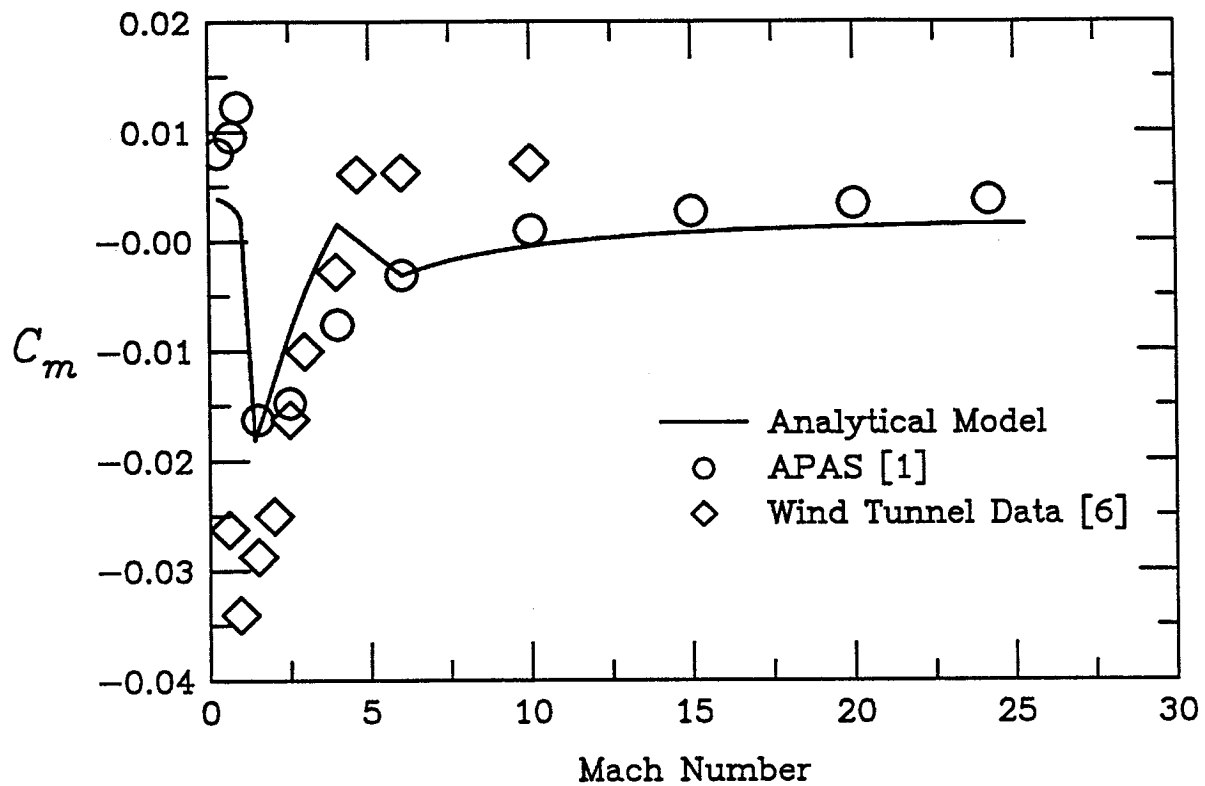 0.02
0.01
−0.00
−0.01
−0.02
−0.03
−0.04
C_m
Analytical Model
APAS [1]
Wind Tunnel Data [6]
0 5 10 15 20 25 30
Mach Number